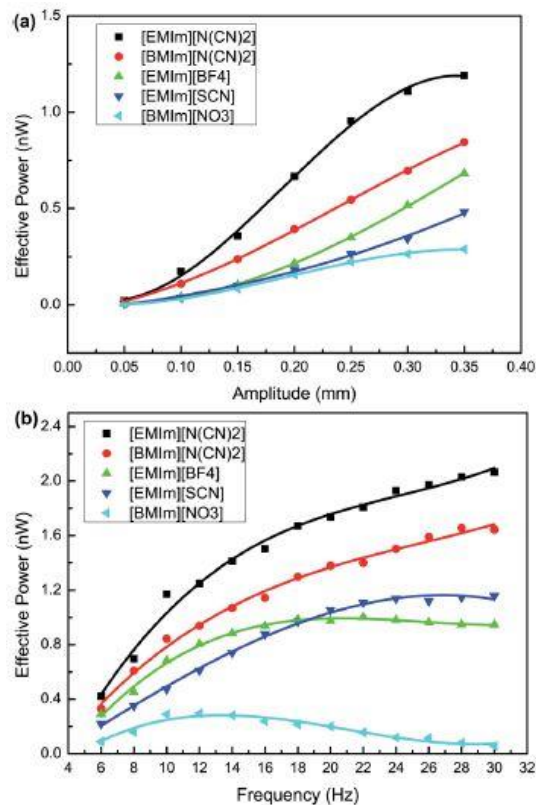 (a)
[EMIm][N(CN)2]
[BMIm][N(CN)2]
[EMIm][BF4]
[EMIm][SCN]
[BMIm][NO3]
Effective Power (nW)
1.5
1.0
0.5
0.0
0.00 0.05 0.10 0.15 0.20 0.25 0.30 0.35 0.40
Amplitude (mm)
(b)
[EMIm][N(CN)2]
[BMIm][N(CN)2]
[EMIm][BF4]
[EMIm][SCN]
[BMIm][NO3]
Effective Power (nW)
2.4
2.0
1.6
1.2
0.8
0.4
0.0
4 6 8 10 12 14 16 18 20 22 24 26 28 30 32
Frequency (Hz)